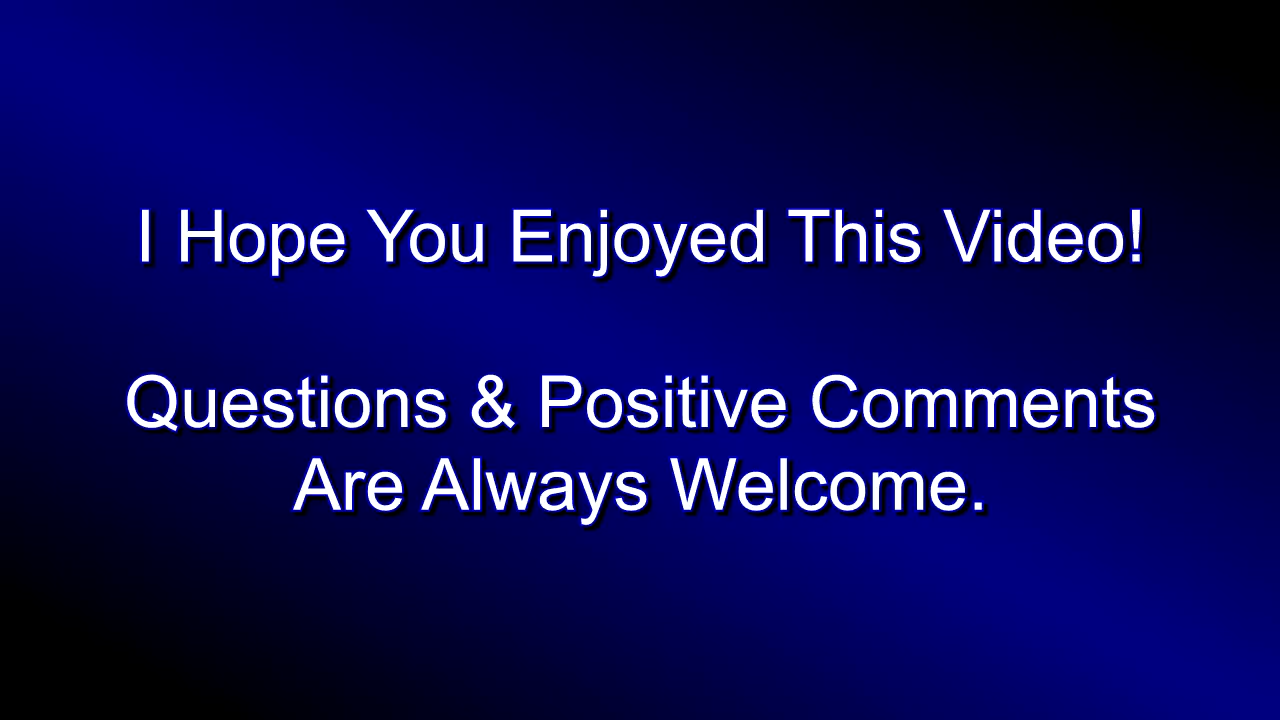 I Hope You Enjoyed This Video!
Questions & Positive Comments
Are Always Welcome.